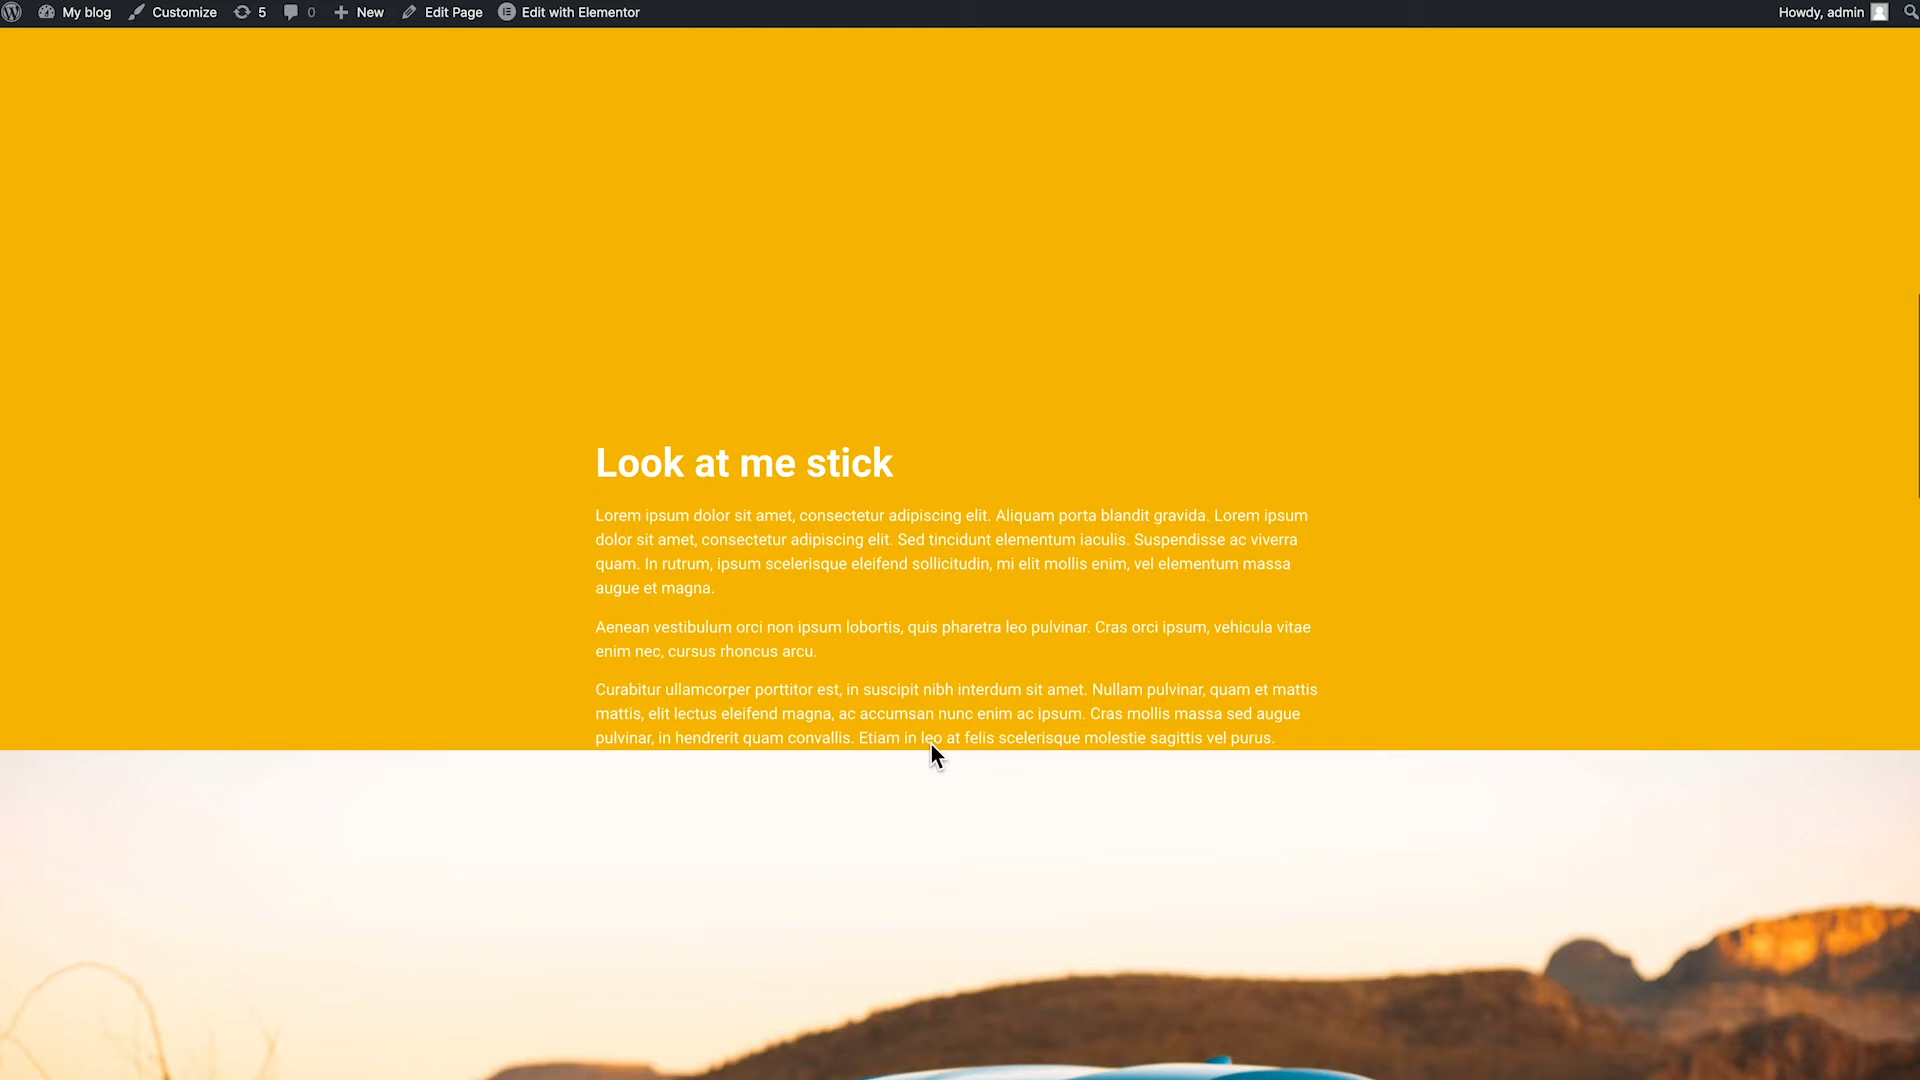 My blog Customize 5 0 New Edit Page Edit with Elementor Howdy, admin
Look at me stick
Lorem ipsum dolor sit amet, consectetur adipiscing elit. Aliquam porta blandit gravida. Lorem ipsum
dolor sit amet, consectetur adipiscing elit. Sed tincidunt elementum iaculis. Suspendisse ac viverra
quam. In rutrum, ipsum scelerisque eleifend sollicitudin, mi elit mollis enim, vel elementum massa
augue et magna.
Aenean vestibulum orci non ipsum lobortis, quis pharetra leo pulvinar. Cras orci ipsum, vehicula vitae
enim nec, cursus rhoncus arcu.
Curabitur ullamcorper porttitor est, in suscipit nibh interdum sit amet. Nullam pulvinar, quam et mattis
mattis, elit lectus eleifend magna, ac accumsan nunc enim ac ipsum. Cras mollis massa sed augue
pulvinar, in hendrerit quam convallis. Etiam in leo at felis scelerisque molestie sagittis vel purus.